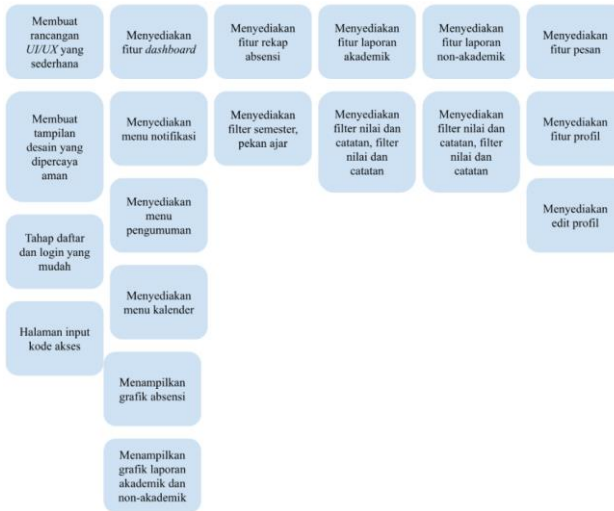 Membuat
rancangan
UI/UX yang
sederhana
Menyediakan
fitur dashboard
Menyediakan
fitur rekap
absensi
Menyediakan
fitur laporan
akademik
Menyediakan
fitur laporan
non-akademik
Menyediakan
fitur pesan
Membuat
tampilan
desain yang
dipercaya
aman
Menyediakan
menu notifikasi
Menyediakan
filter semester,
pekan ajar
Menyediakan
filter nilai dan
catatan, filter
nilai dan
catatan
Menyediakan
filter nilai dan
catatan, filter
nilai dan
catatan
Menyediakan
fitur profil
Tahap daftar
dan login yang
mudah
Menyediakan
menu
pengumuman
Menyediakan
edit profil
Halaman input
kode akses
Menyediakan
menu kalender
Menampilkan
grafik absensi
Menampilkan
grafik laporan
akademik dan
non-akademik